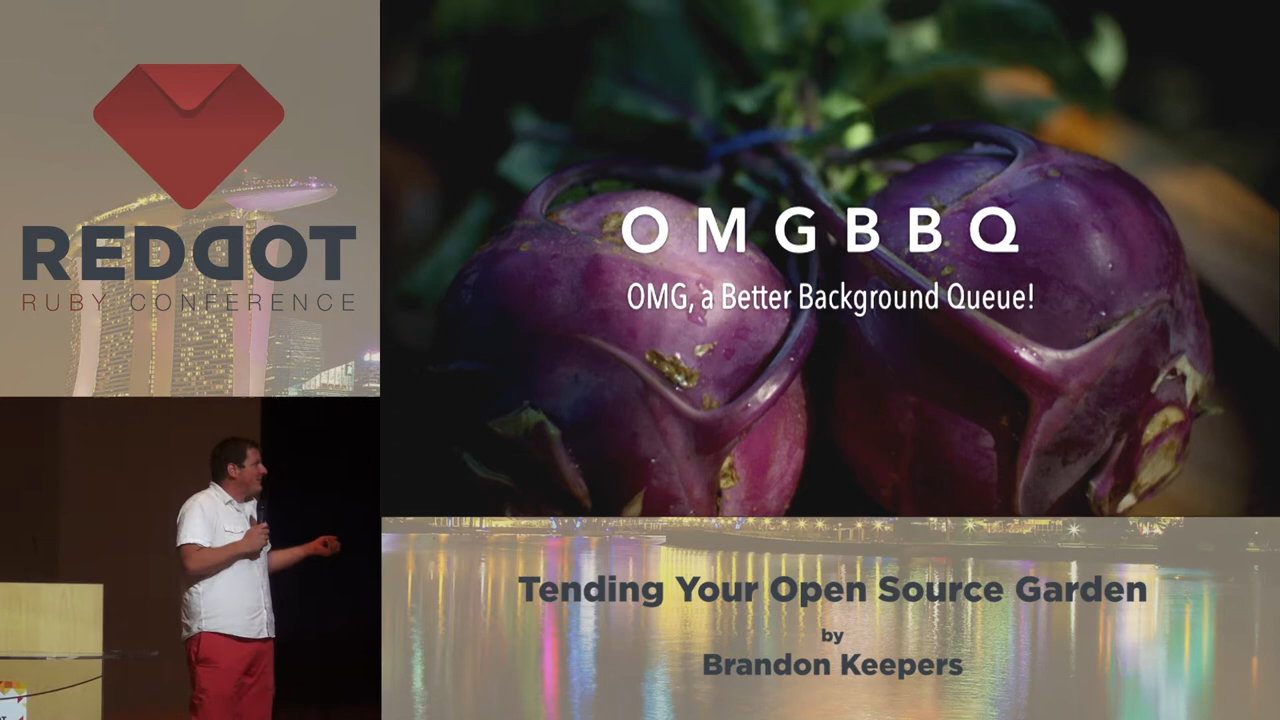 REDDOT
RUBY CONFERENCE
OMGBBQ
OMG, a Better Background Queue!
Tending Your Open Source Garden
by
Brandon Keepers